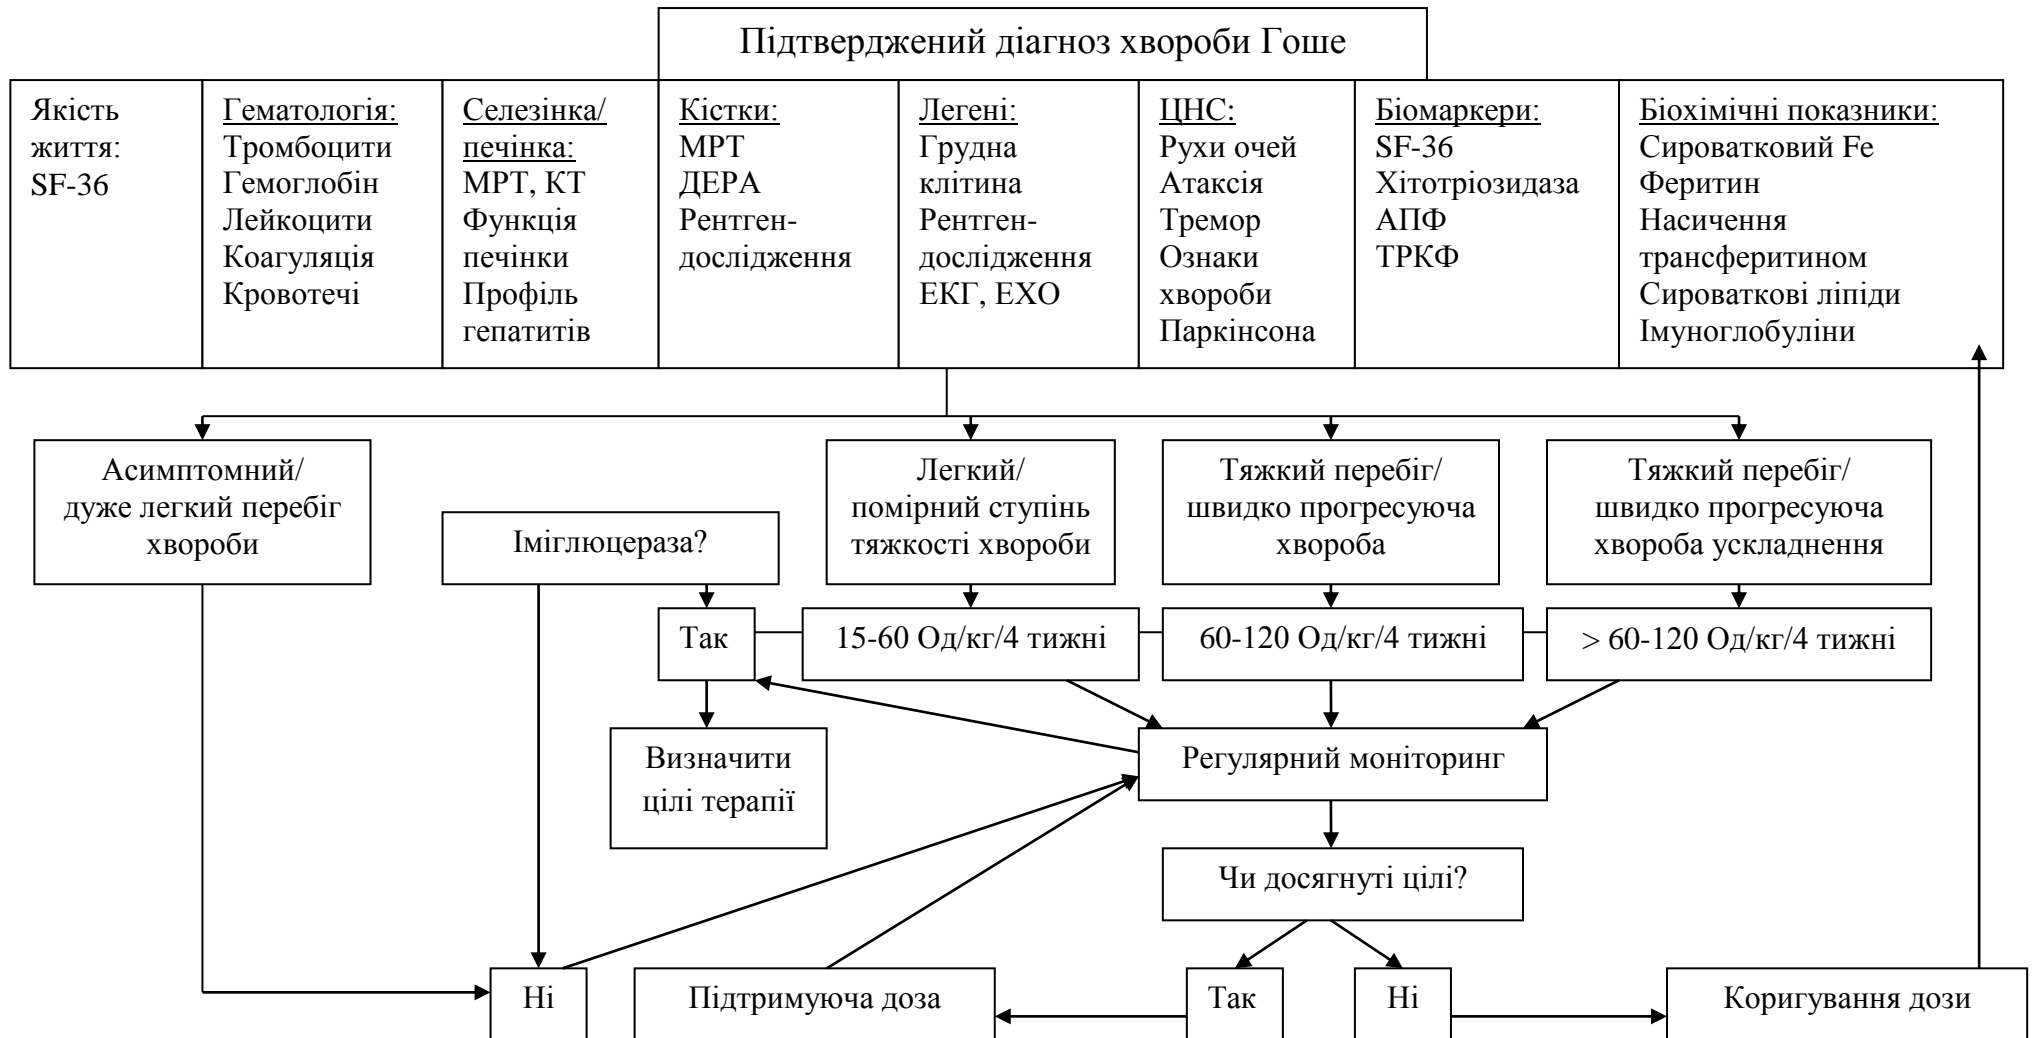 Підтверджений діагноз хвороби Гоше
Якість
життя:
SF-36
Гематологія:
Тромбоцити
Гемоглобін
Лейкоцити
Коагуляція
Кровотечі
Селезінка/
печінка:
МРТ, КТ
Функція
печінки
Профіль
гепатитів
Кістки:
МРТ
ДЕРА
Рентген-
дослідження
Легені:
Грудна
клітина
Рентген-
дослідження
ЕКГ, ЕХО
ЦНС:
Рухи очей
Атаксія
Тремор
Ознаки
хвороби
Паркінсона
Біомаркери:
SF-36
Хітотріозидаза
АПФ
ТРКФ
Біохімічні показники:
Сироватковий Fe
Феритин
Насичення
трансферитином
Сироваткові ліпіди
Імуноглобуліни
Асимптомний/
дуже легкий перебіг
хвороби
Іміглюцераза?
Легкий/
помірний ступінь
тяжкості хвороби
Тяжкий перебіг/
швидко прогресуюча
хвороба
Тяжкий перебіг/
швидко прогресуюча
хвороба ускладнення
Так
15-60 Од/кг/4 тижні
60-120 Од/кг/4 тижні
> 60-120 Од/кг/4 тижні
Визначити
цілі терапії
Регулярний моніторинг
Чи досягнуті цілі?
Ні
Підтримуюча доза
Так
Ні
Коригування дози